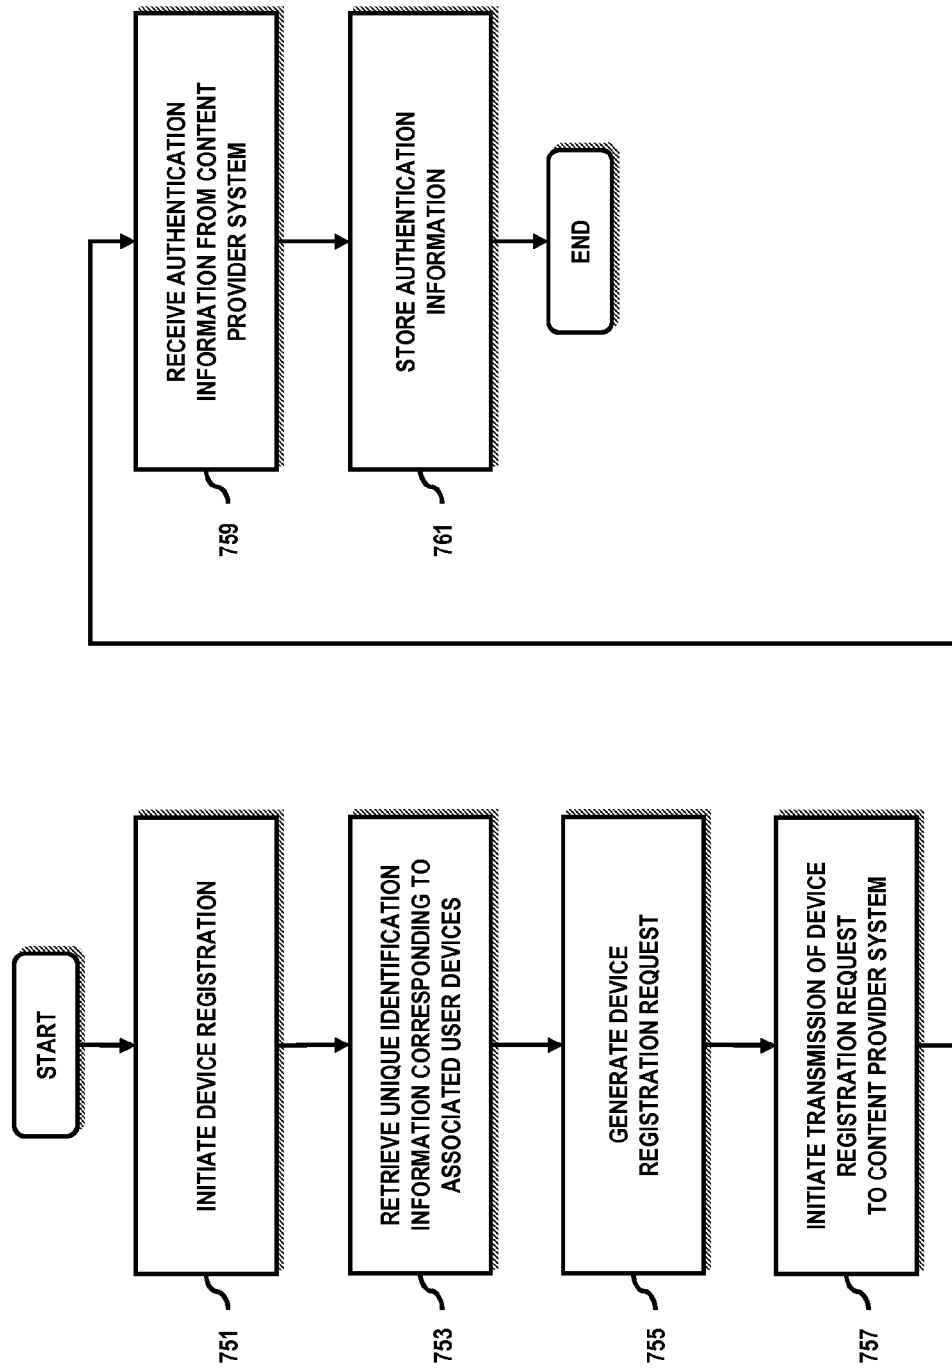 START
INITIATE DEVICE REGISTRATION
751
RETRIEVE UNIQUE IDENTIFICATION
INFORMATION CORRESPONDING TO
ASSOCIATED USER DEVICES
753
GENERATE DEVICE
REGISTRATION REQUEST
755
INITIATE TRANSMISSION OF DEVICE
REGISTRATION REQUEST
TO CONTENT PROVIDER SYSTEM
757
RECEIVE AUTHENTICATION
INFORMATION FROM CONTENT
PROVIDER SYSTEM
759
STORE AUTHENTICATION
INFORMATION
761
END